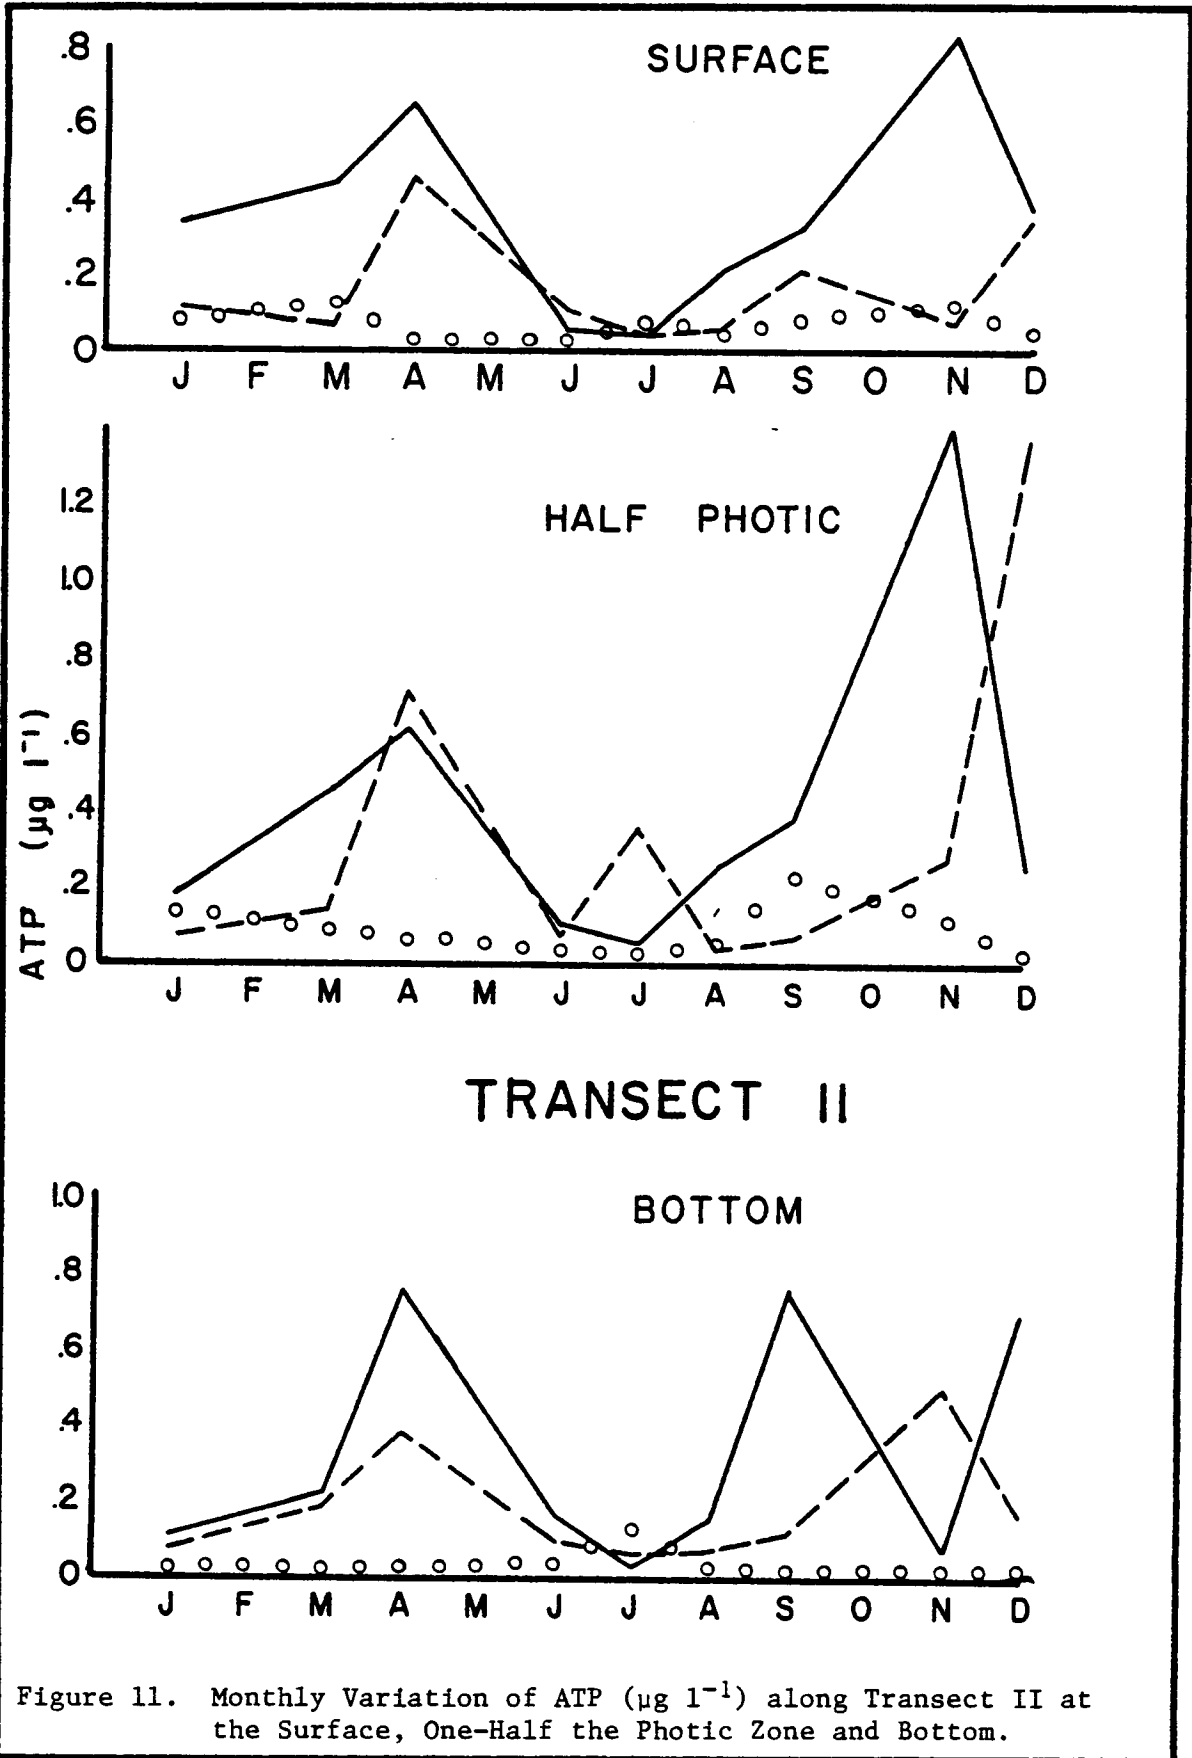 SURFACE
.8
.6
.4
.2
0
J F M A M J J A S O N D
HALF PHOTIC
1.2
1.0
.8
.6
.4
.2
0
J F M A M J J A S O N D
ATP (µg l⁻¹)
TRANSECT II
BOTTOM
1.0
.8
.6
.4
.2
0
J F M A M J J A S O N D
Figure 11. Monthly Variation of ATP (µg l⁻¹) along Transect II at
the Surface, One-Half the Photic Zone and Bottom.